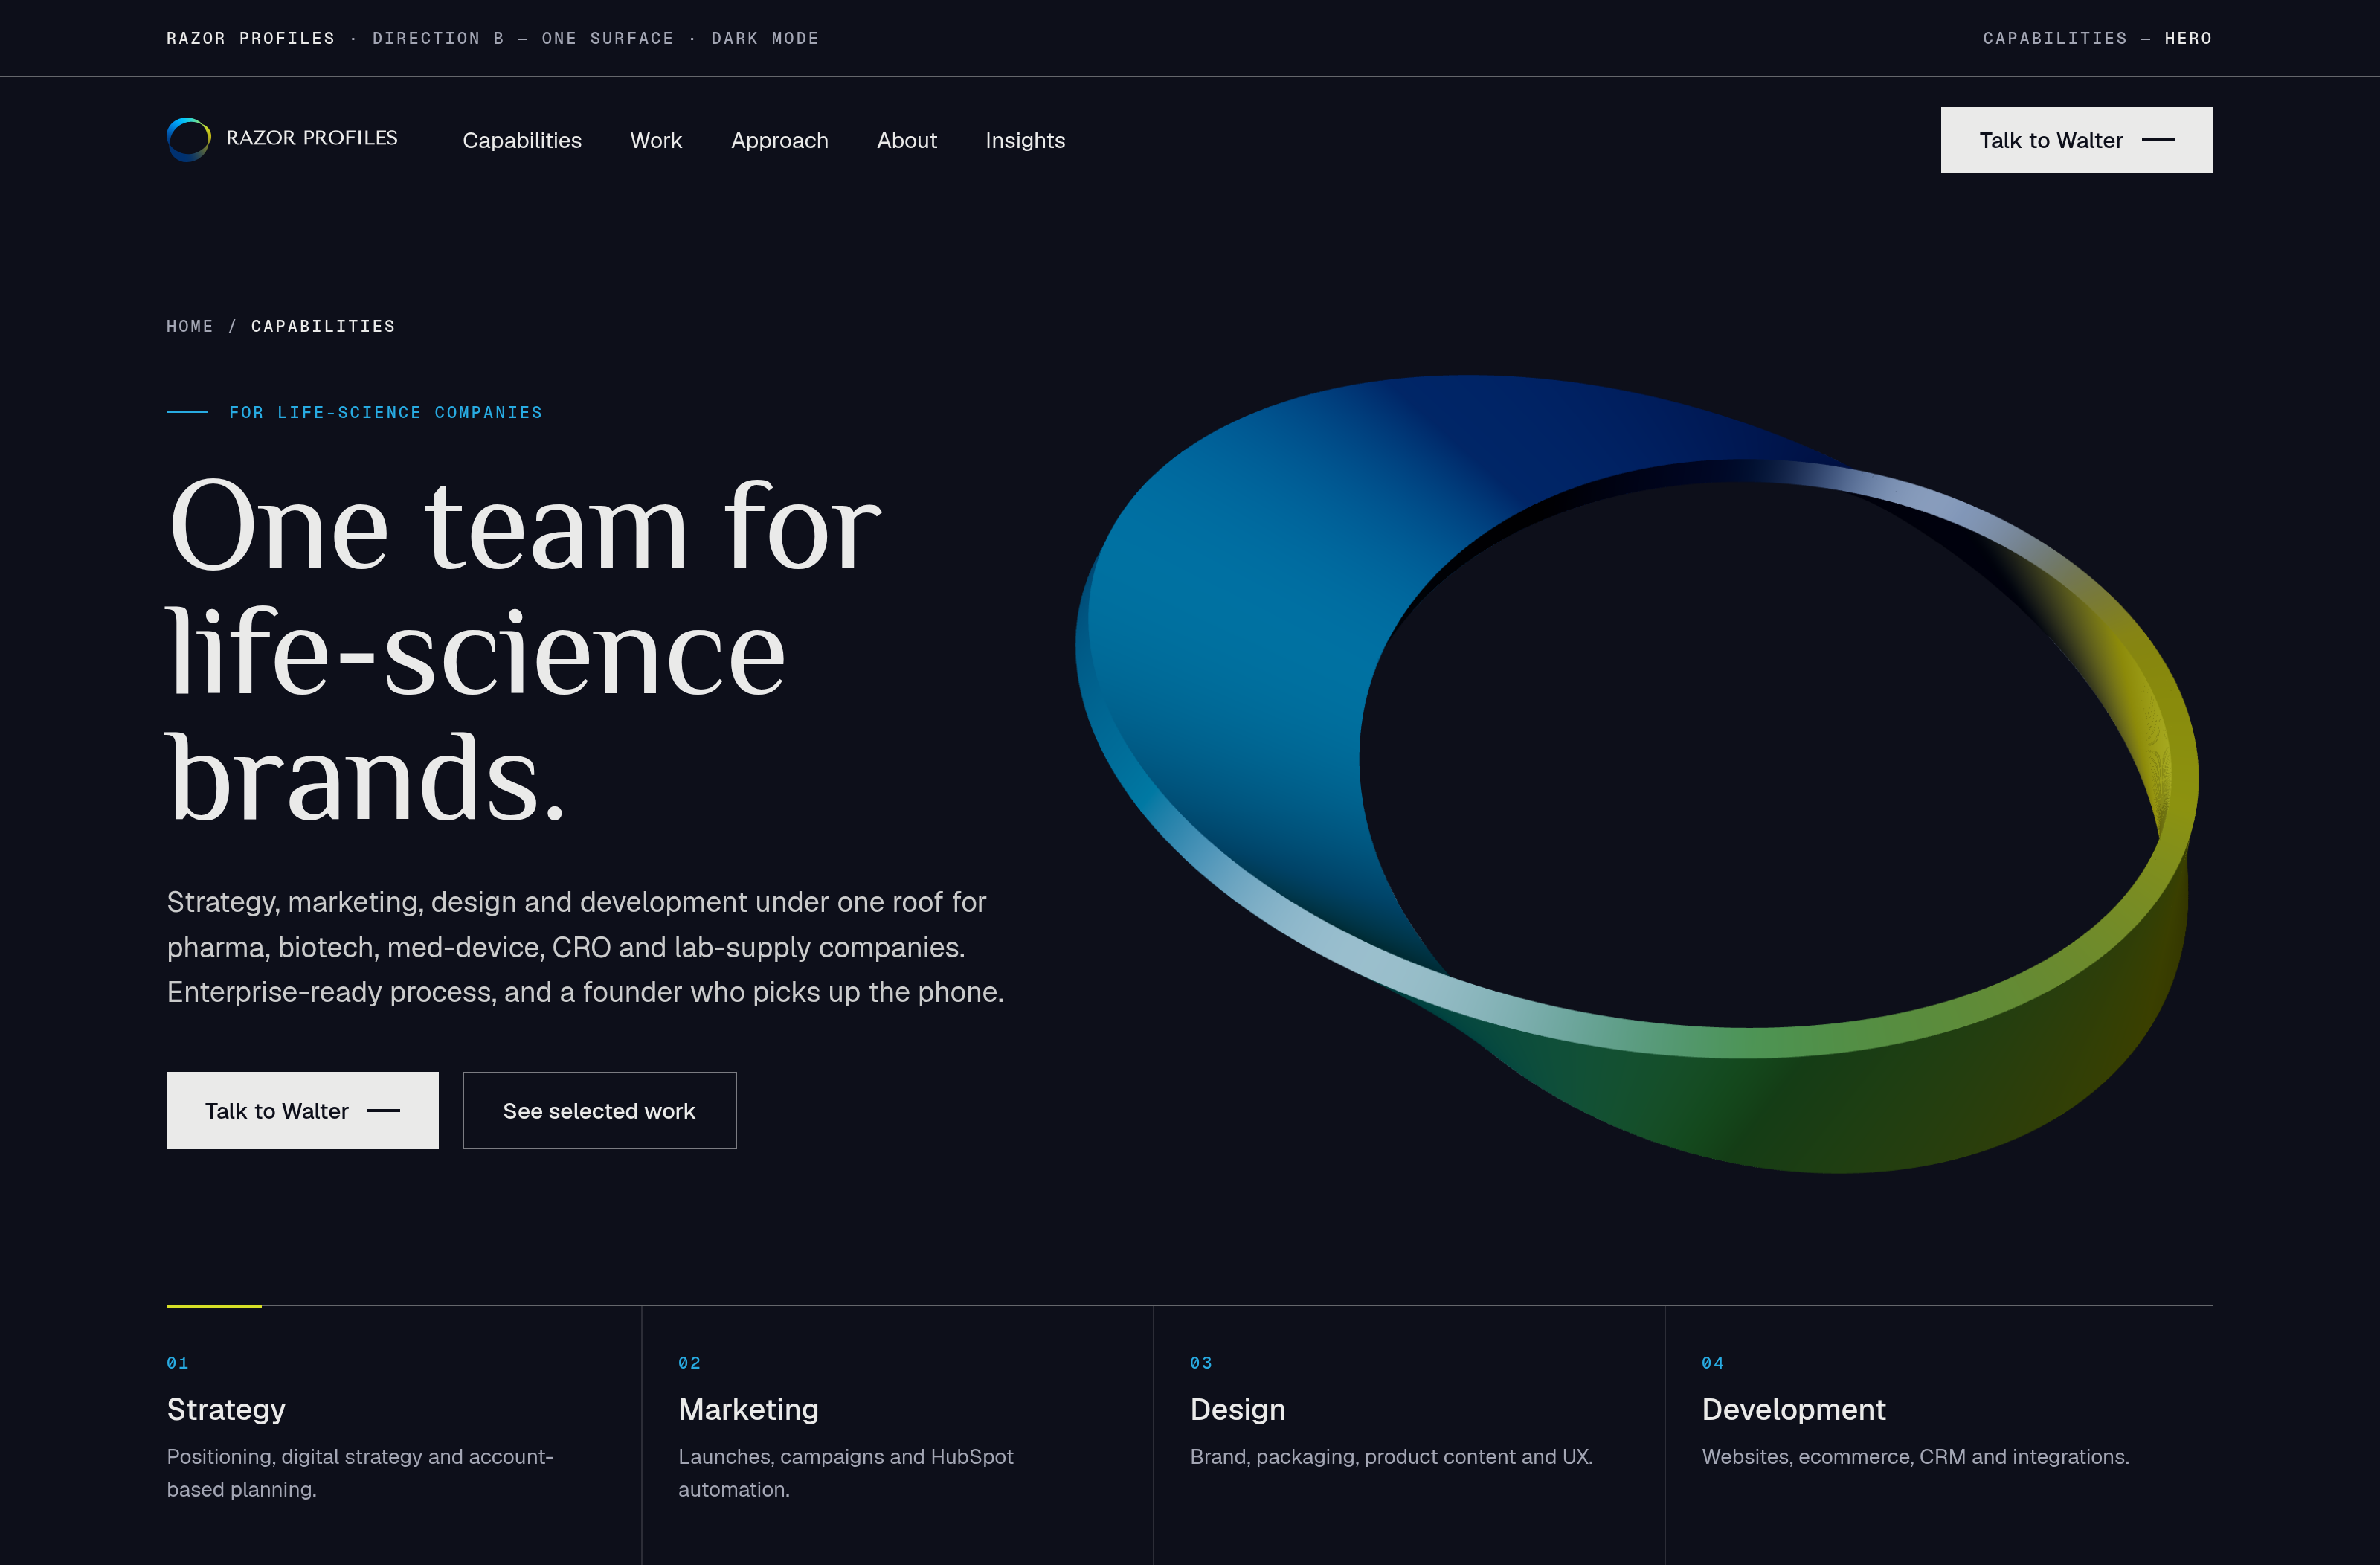 RAZOR PROFILES · DIRECTION B — ONE SURFACE · DARK MODE
CAPABILITIES — HERO
RAZOR PROFILES
Capabilities
Work
Approach
About
Insights
Talk to Walter
HOME / CAPABILITIES
FOR LIFE-SCIENCE COMPANIES
One team for
life-science
brands.
Strategy, marketing, design and development under one roof for
pharma, biotech, med-device, CRO and lab-supply companies.
Enterprise-ready process, and a founder who picks up the phone.
Talk to Walter
See selected work
01
Strategy
Positioning, digital strategy and account-
based planning.
02
Marketing
Launches, campaigns and HubSpot
automation.
03
Design
Brand, packaging, product content and UX.
04
Development
Websites, ecommerce, CRM and integrations.